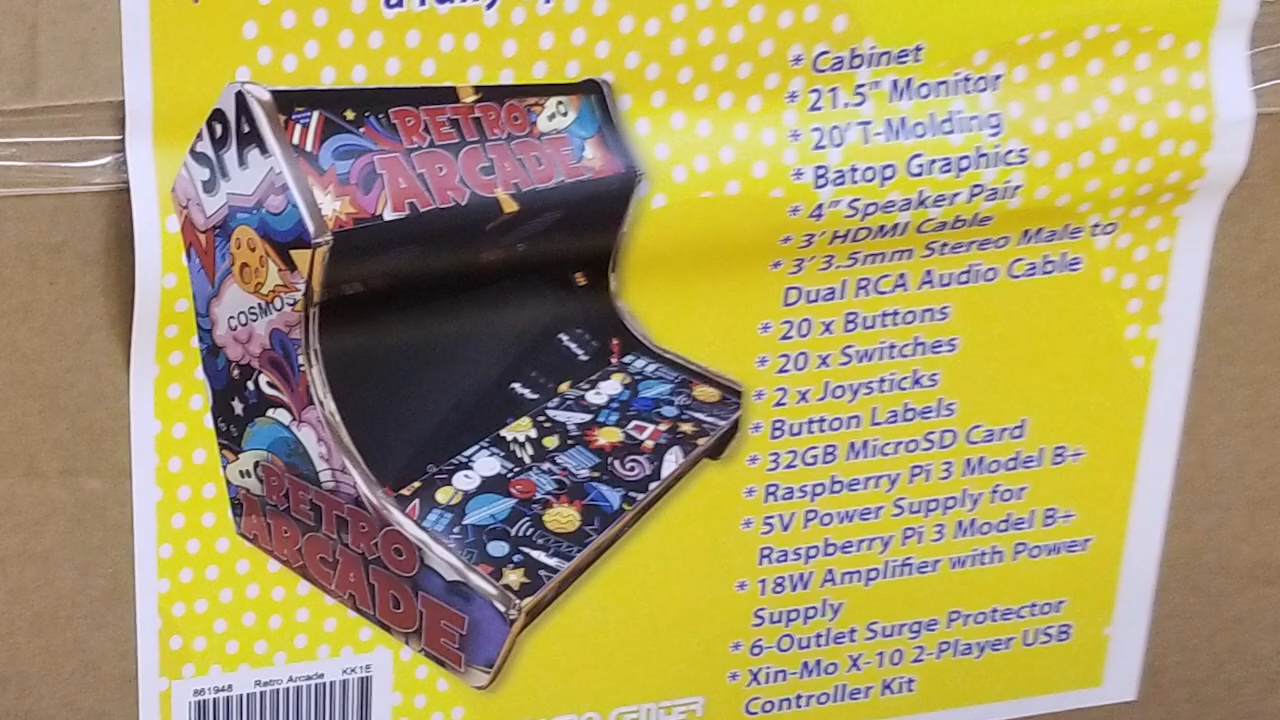 * Cabinet
* 21.5" Monitor
* 20' T-Molding
* Batop Graphics
* 4" Speaker Pair
* 3' HDMI Cable
* 3' 3.5mm Stereo Male to
Dual RCA Audio Cable
* 20 x Buttons
* 20 x Switches
* 2 x Joysticks
* Button Labels
* 32GB MicroSD Card
* Raspberry Pi 3 Model B+
* 5V Power Supply for
Raspberry Pi 3 Model B+
* 18W Amplifier with Power
Supply
* 6-Outlet Surge Protector
* Xin-Mo X-10 2-Player USB
Controller Kit
RETRO
ARCADE
SPA
COSMOS
RETRO
ARCADE
861948 Retro Arcade KK1E
CENTER